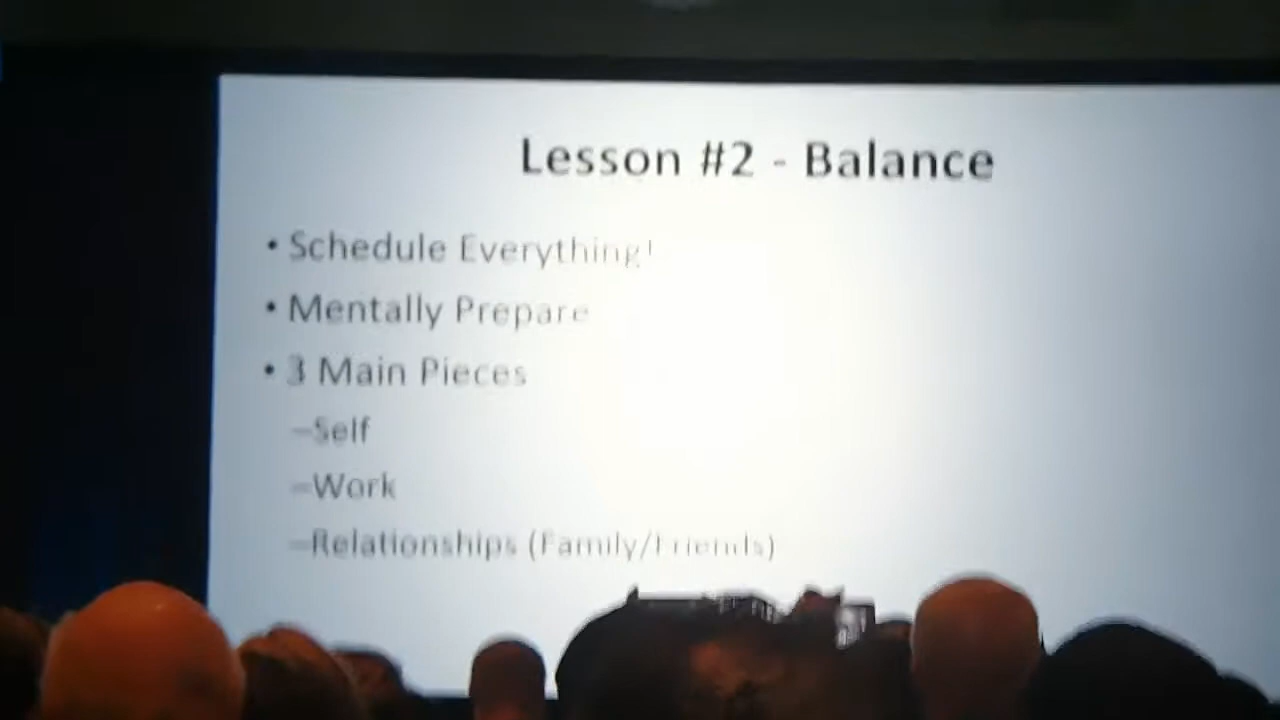 Lesson #2 - Balance
• Schedule Everything!
• Mentally Prepare
• 3 Main Pieces
–Self
–Work
–Relationships (Family/Friends)